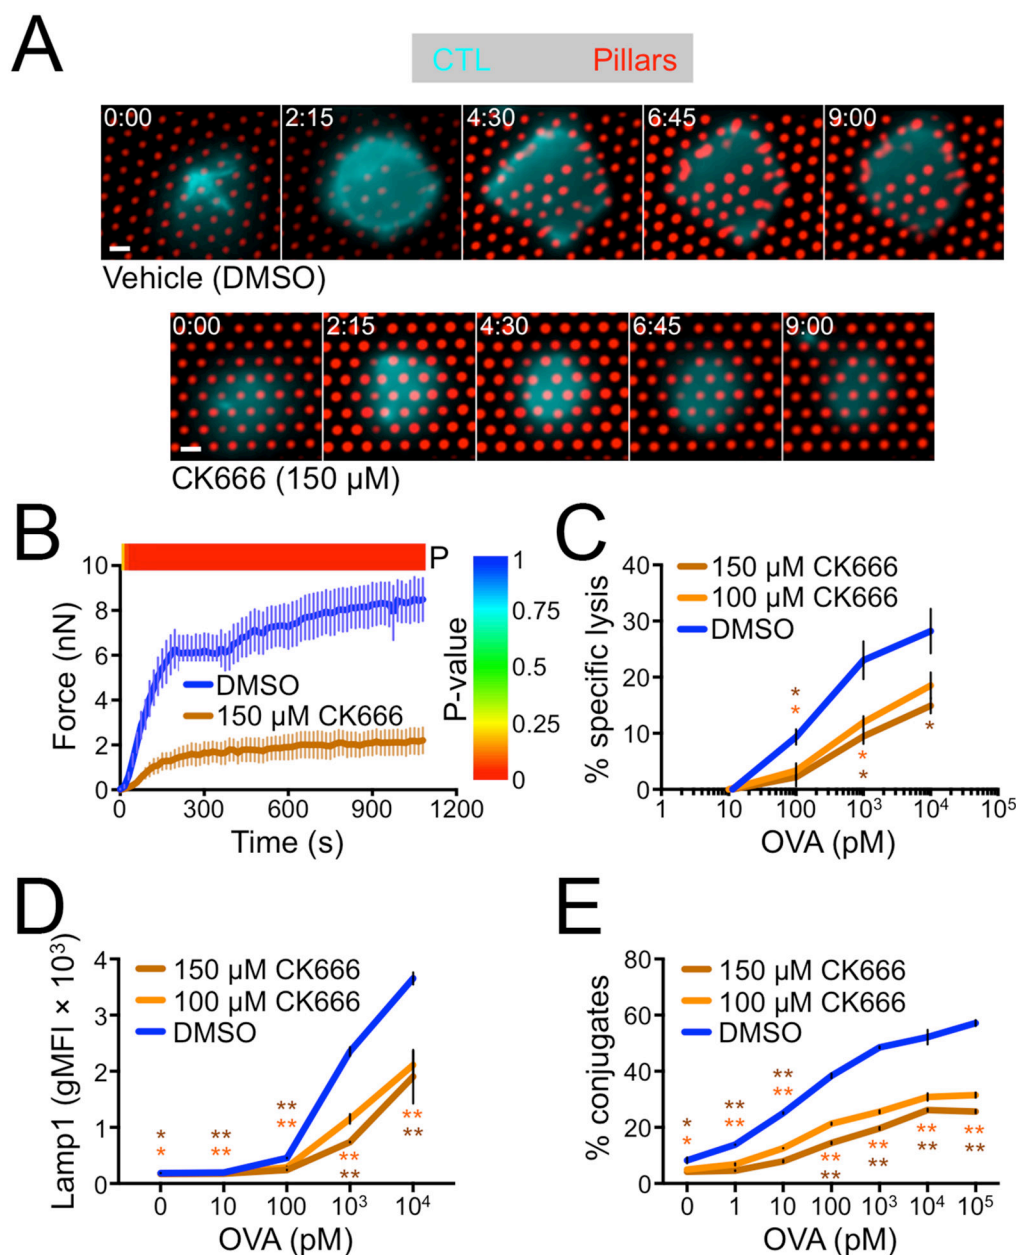 A
CTL Pillars
0:00 2:15 4:30 6:45 9:00
Vehicle (DMSO)
0:00 2:15 4:30 6:45 9:00
CK666 (150 µM)
B
P
Force (nN)
10
8
6
4
2
0
DMSO
150 µM CK666
0 300 600 900 1200
Time (s)
P-value
1
0.75
0.5
0.25
0
C
% specific lysis
40
30
20
10
0
150 µM CK666
100 µM CK666
DMSO
*
*
*
*
*
1 10 100 10³ 10⁴ 10⁵
OVA (pM)
D
Lamp1 (gMFI × 10³)
4
3
2
1
0
150 µM CK666
100 µM CK666
DMSO
* ** **
* ** **
** **
** **
0 10 100 10³ 10⁴
OVA (pM)
E
% conjugates
80
60
40
20
0
150 µM CK666
100 µM CK666
DMSO
* ** **
* ** **
** ** ** **
** ** ** **
0 1 10 100 10³ 10⁴ 10⁵
OVA (pM)